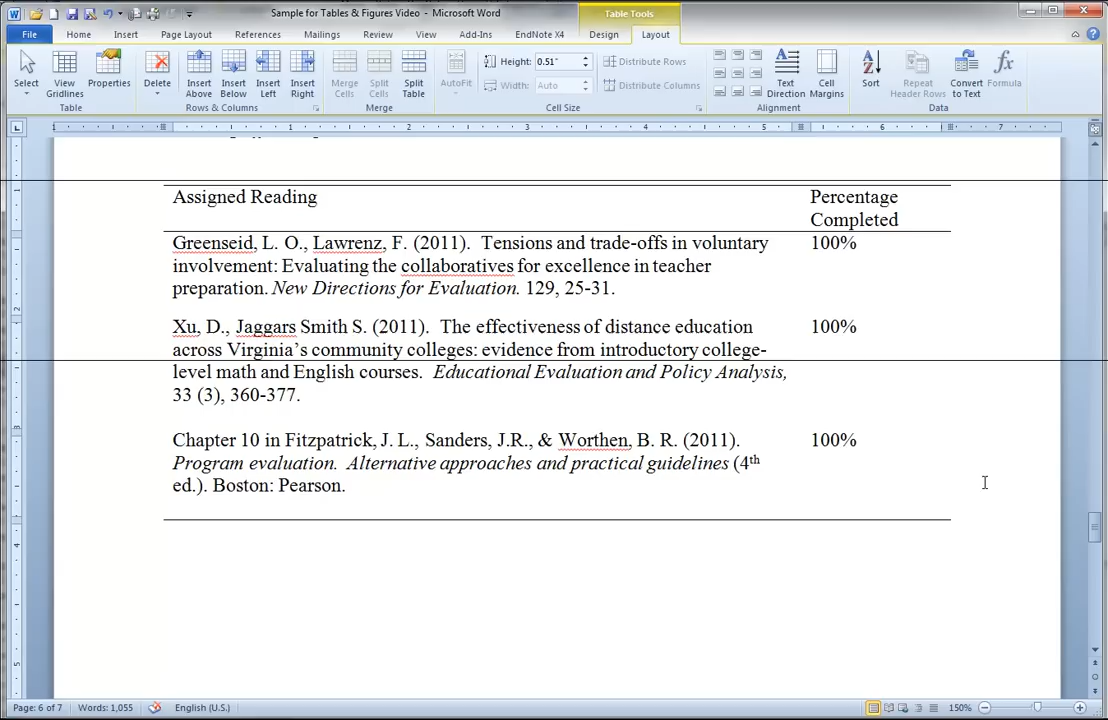 Sample for Tables & Figures Video - Microsoft Word
Table Tools
File Home Insert Page Layout References Mailings Review View Add-Ins EndNote X4 Design Layout
Select View Gridlines Properties Delete Insert Above Insert Below Insert Left Insert Right Merge Cells Split Cells Split Table AutoFit Height: 0.51" Width: Auto Distribute Rows Distribute Columns Text Direction Cell Margins Sort Repeat Header Rows Convert to Text Formula
Table Rows & Columns Merge Cell Size Alignment Data
1 1 2 3 4 5 6 7
Assigned Reading Percentage
Completed
Greenseid, L. O., Lawrenz, F. (2011). Tensions and trade-offs in voluntary 100%
involvement: Evaluating the collaboratives for excellence in teacher
preparation. New Directions for Evaluation. 129, 25-31.
Xu, D., Jaggars Smith S. (2011). The effectiveness of distance education 100%
across Virginia's community colleges: evidence from introductory college-
level math and English courses. Educational Evaluation and Policy Analysis,
33 (3), 360-377.
Chapter 10 in Fitzpatrick, J. L., Sanders, J.R., & Worthen, B. R. (2011). 100%
Program evaluation. Alternative approaches and practical guidelines (4th
ed.). Boston: Pearson.
Page: 6 of 7 Words: 1,055 English (U.S.) 150%